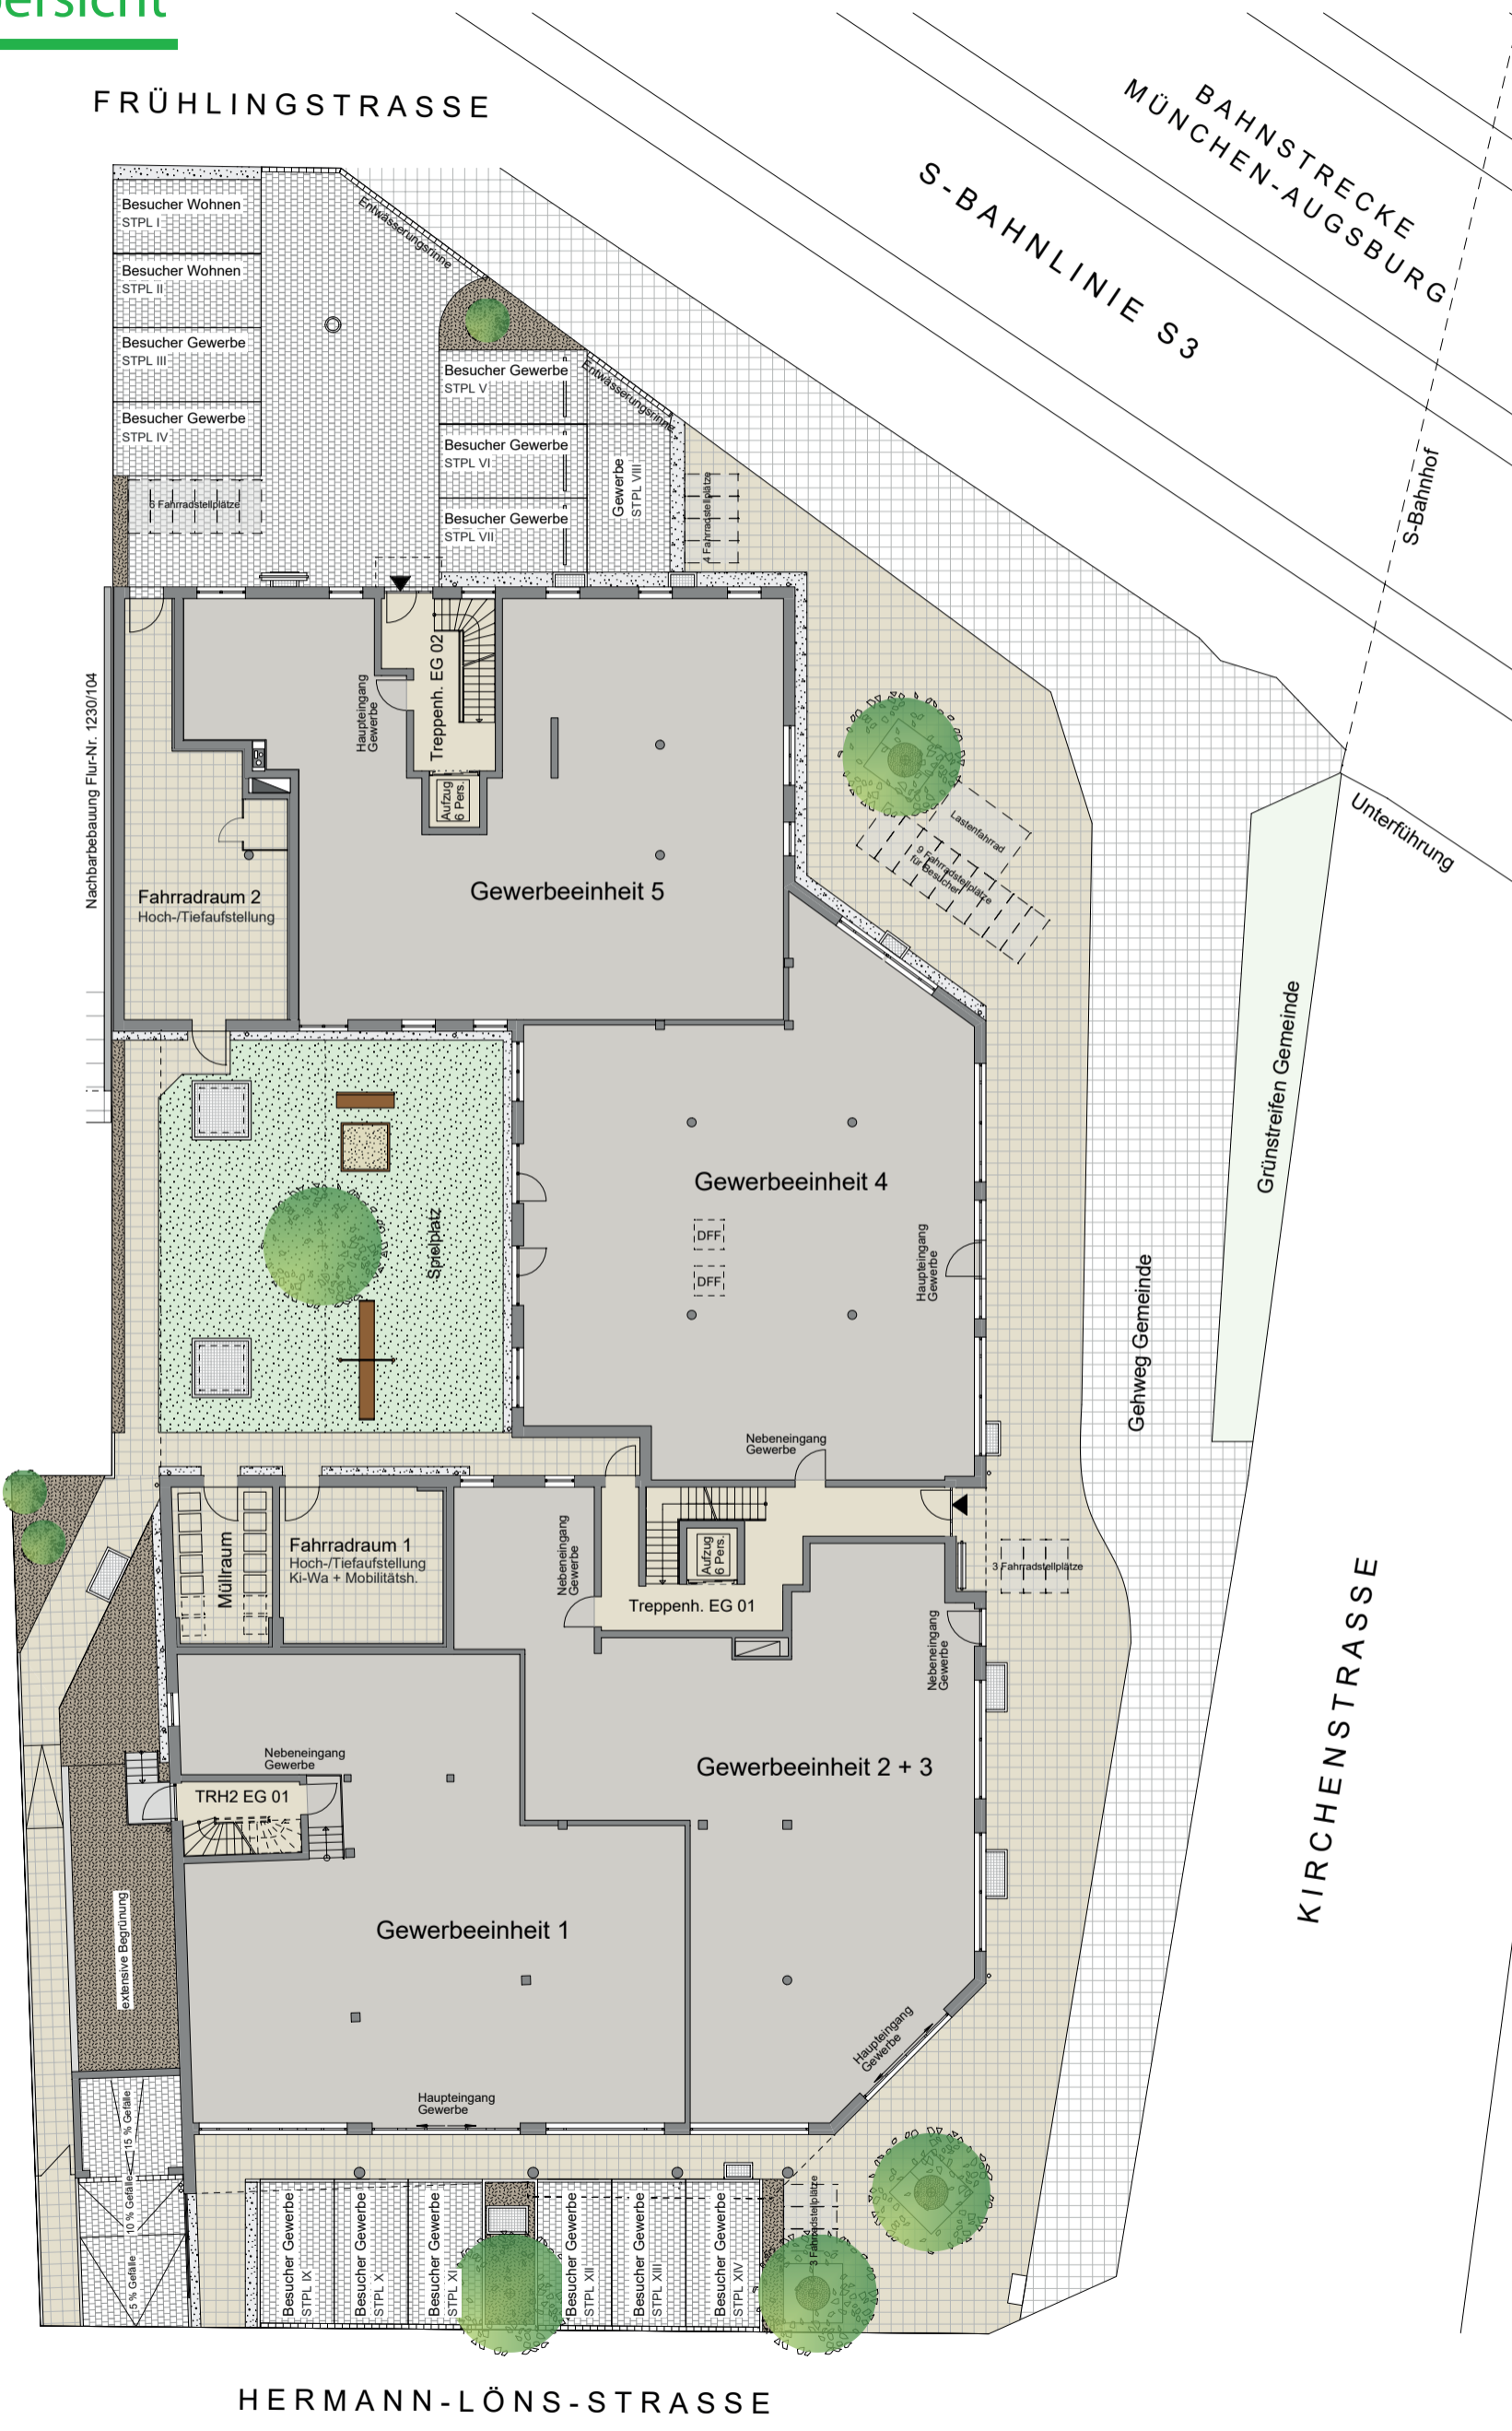 ersicht
FRÜHLINGSTRASSE
BAHNSTRECKE
MÜNCHEN-AUGSBURG
S-BAHNLINIE S3
S-Bahnhof
Unterführung
Besucher Wohnen
STPL I
Besucher Wohnen
STPL II
Besucher Gewerbe
STPL III
Besucher Gewerbe
STPL IV
6 Fahrradstellplätze
Entwässerungsrinne
Besucher Gewerbe
STPL V
Besucher Gewerbe
STPL VI
Besucher Gewerbe
STPL VII
Entwässerungsrinne
Gewerbe
STPL VIII
4 Fahrradstellplätze
Nachbarbebauung Flur-Nr. 1230/104
Haupteingang
Gewerbe
Treppenh. EG 02
Aufzug
6 Pers.
Lastenfahrrad
9 Fahrradstellplätze
für Besucher
Fahrradraum 2
Hoch-/Tiefaufstellung
Gewerbeeinheit 5
Grünstreifen Gemeinde
Spielplatz
Gewerbeeinheit 4
DFF
DFF
Haupteingang
Gewerbe
Gehweg Gemeinde
Nebeneingang
Gewerbe
Müllraum
Fahrradraum 1
Hoch-/Tiefaufstellung
Ki-Wa + Mobilitätsh.
Nebeneingang
Gewerbe
Aufzug
6 Pers.
Treppenh. EG 01
3 Fahrradstellplätze
Nebeneingang
Gewerbe
KIRCHENSTRASSE
Nebeneingang
Gewerbe
TRH2 EG 01
Gewerbeeinheit 2 + 3
extensive Begrünung
Gewerbeeinheit 1
Haupteingang
Gewerbe
Haupteingang
Gewerbe
15 % Gefälle
10 % Gefälle
5 % Gefälle
Besucher Gewerbe
STPL IX
Besucher Gewerbe
STPL X
Besucher Gewerbe
STPL XI
Besucher Gewerbe
STPL XII
Besucher Gewerbe
STPL XIII
Besucher Gewerbe
STPL XIV
3 Fahrradstellplätze
HERMANN-LÖNS-STRASSE